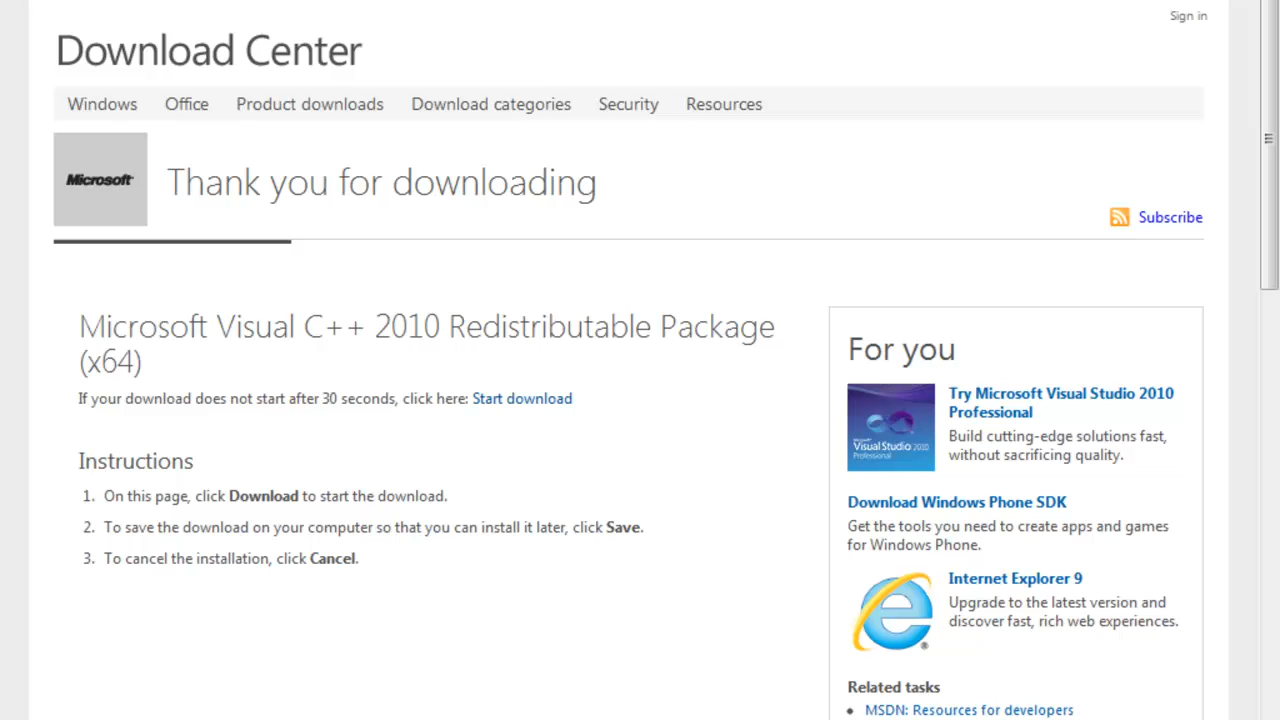 Sign in
Download Center
Windows Office Product downloads Download categories Security Resources
Microsoft
Thank you for downloading
Subscribe
Microsoft Visual C++ 2010 Redistributable Package
(x64)
If your download does not start after 30 seconds, click here: Start download
Instructions
1. On this page, click Download to start the download.
2. To save the download on your computer so that you can install it later, click Save.
3. To cancel the installation, click Cancel.
For you
Microsoft
Visual Studio 2010
Professional
Try Microsoft Visual Studio 2010
Professional
Build cutting-edge solutions fast,
without sacrificing quality.
Download Windows Phone SDK
Get the tools you need to create apps and games
for Windows Phone.
Internet Explorer 9
Upgrade to the latest version and
discover fast, rich web experiences.
Related tasks
• MSDN: Resources for developers